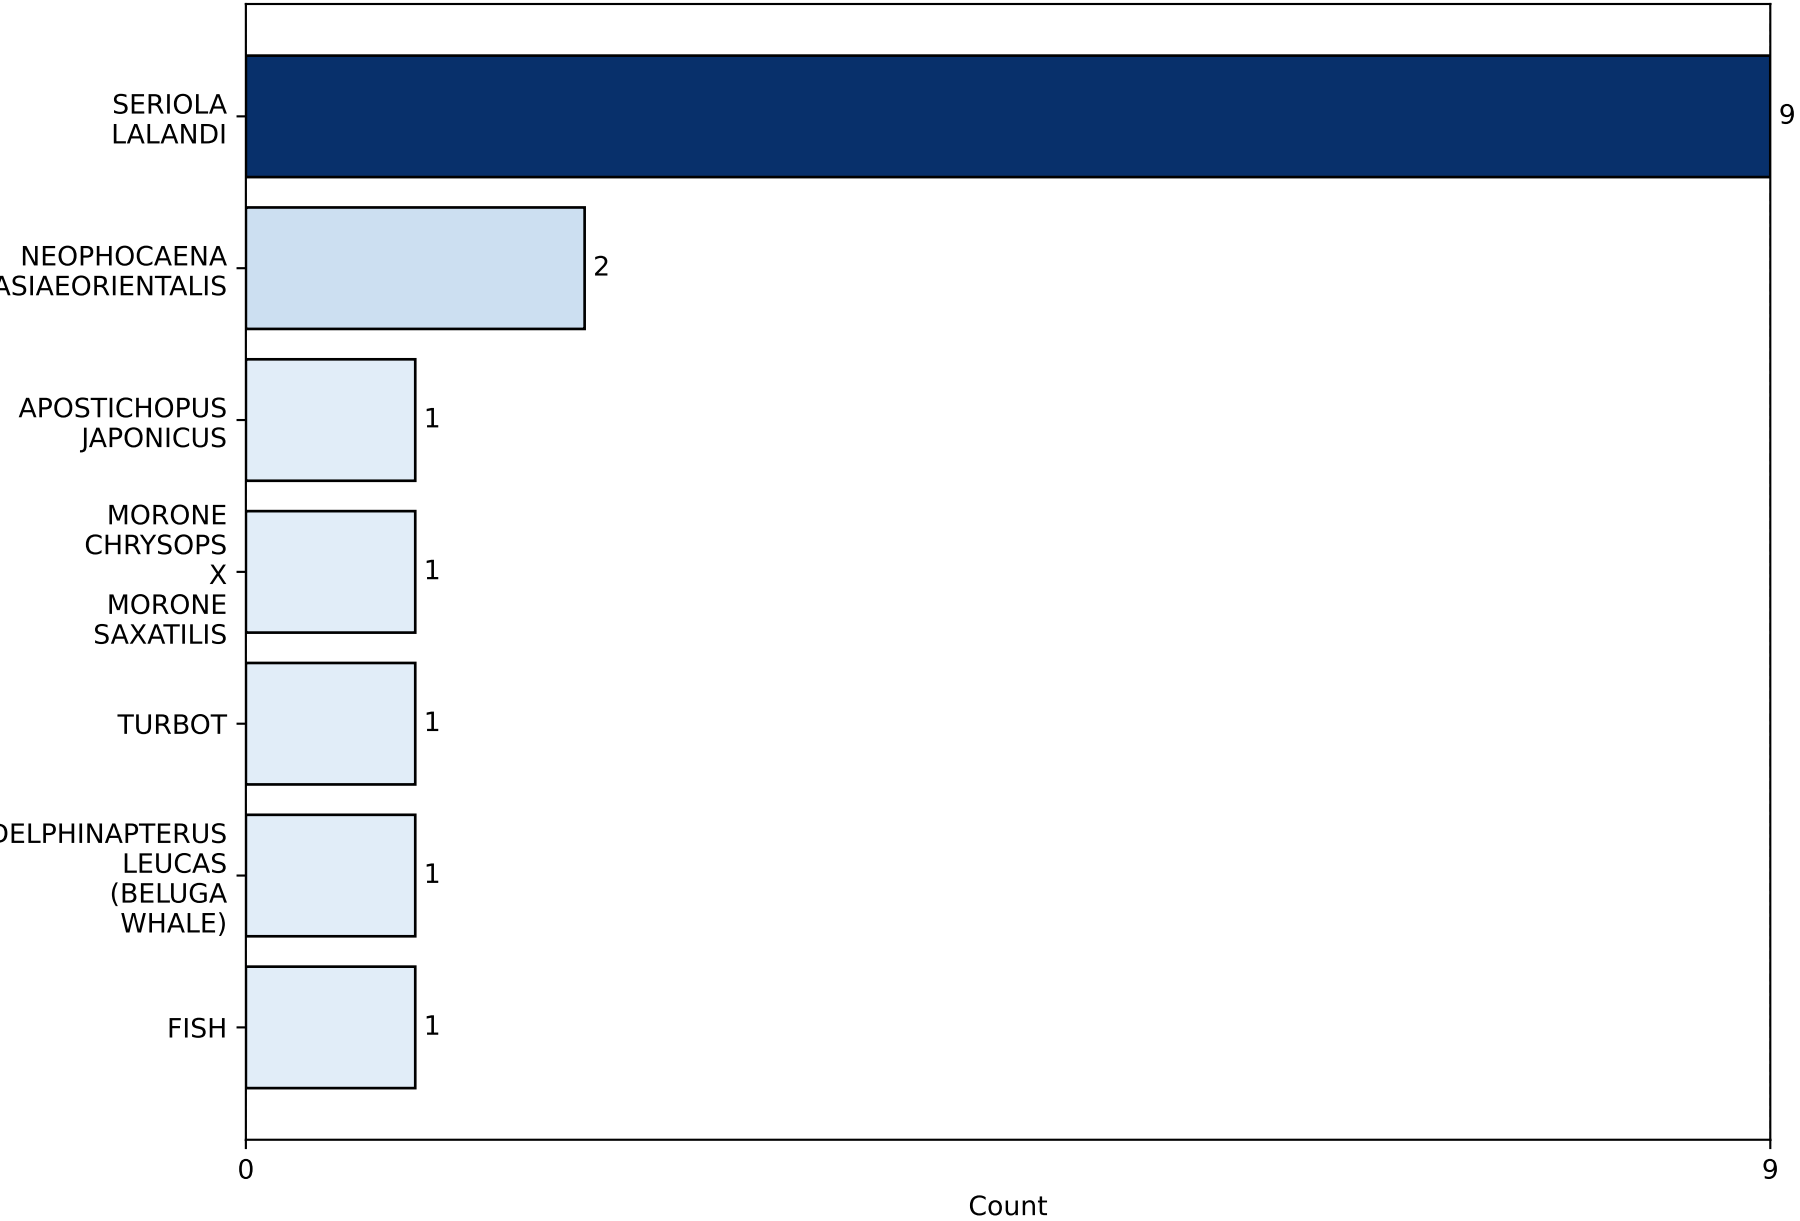 SERIOLA
LALANDI
9
NEOPHOCAENA
ASIAEORIENTALIS
2
APOSTICHOPUS
JAPONICUS
1
MORONE
CHRYSOPS
X
MORONE
SAXATILIS
1
TURBOT
1
DELPHINAPTERUS
LEUCAS
(BELUGA
WHALE)
1
FISH
1
0
9
Count